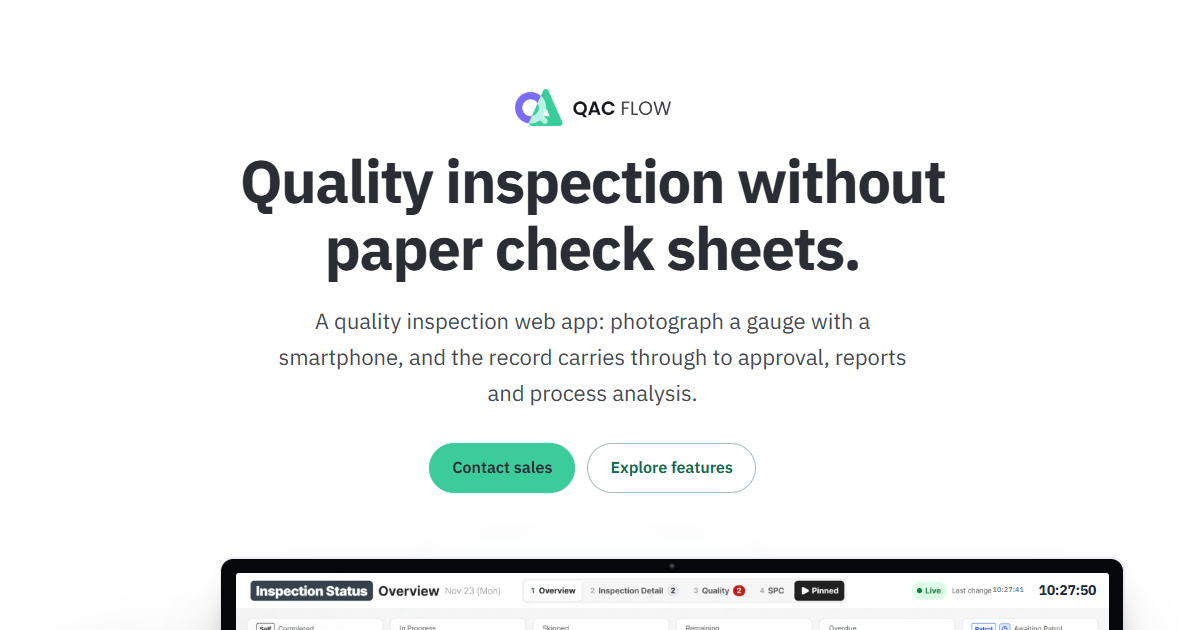 QAC FLOW
Quality inspection without
paper check sheets.
A quality inspection web app: photograph a gauge with a
smartphone, and the record carries through to approval, reports
and process analysis.
Contact sales Explore features
Inspection Status Overview Nov 23 (Mon) 1 Overview 2 Inspection Detail 2 3 Quality 2 4 SPC Pinned Live Last change 10:27:41 10:27:50
Self Completed In Progress Skipped Remaining Overdue Patrol Awaiting Patrol